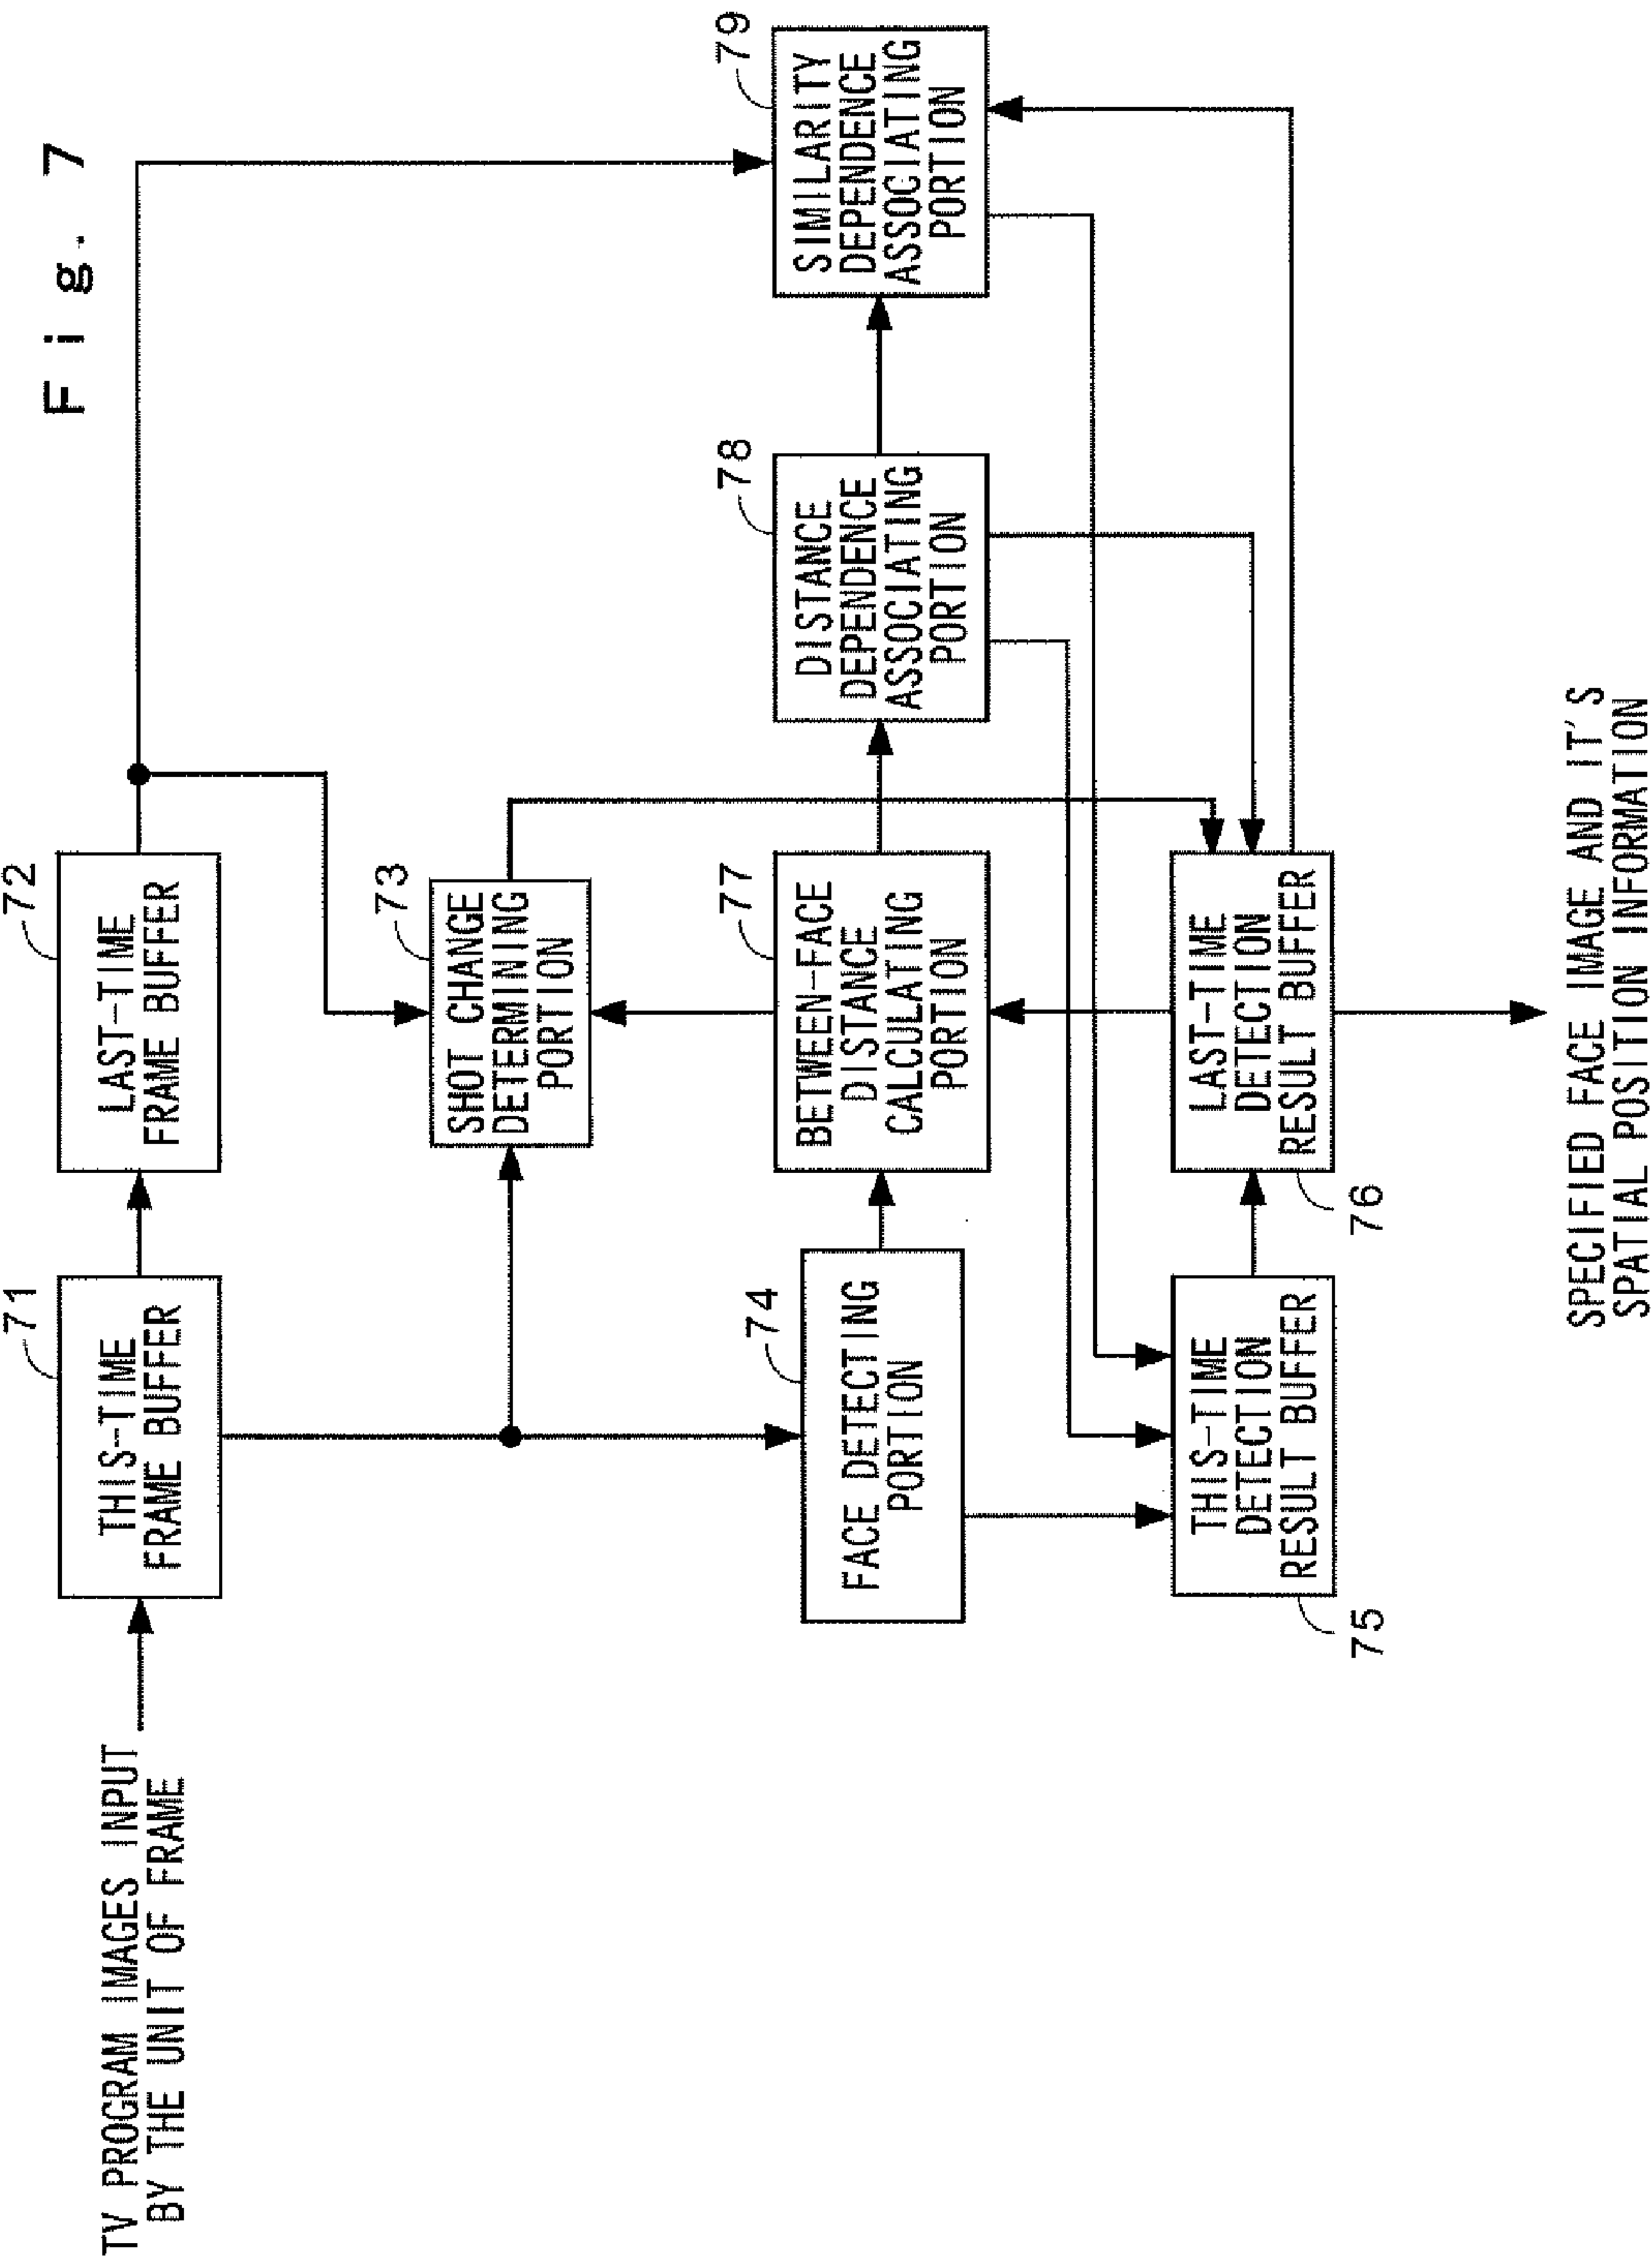 Fig. 7
TV PROGRAM IMAGES INPUT
BY THE UNIT OF FRAME
71
THIS-TIME
FRAME BUFFER
72
LAST-TIME
FRAME BUFFER
73
SHOT CHANGE
DETERMINING
PORTION
74
FACE DETECTING
PORTION
77
BETWEEN-FACE
DISTANCE
CALCULATING
PORTION
78
DISTANCE
DEPENDENCE
ASSOCIATING
PORTION
79
SIMILARITY
DEPENDENCE
ASSOCIATING
PORTION
THIS-TIME
DETECTION
RESULT BUFFER
75
LAST-TIME
DETECTION
RESULT BUFFER
76
SPECIFIED FACE IMAGE AND IT'S
SPATIAL POSITION INFORMATION